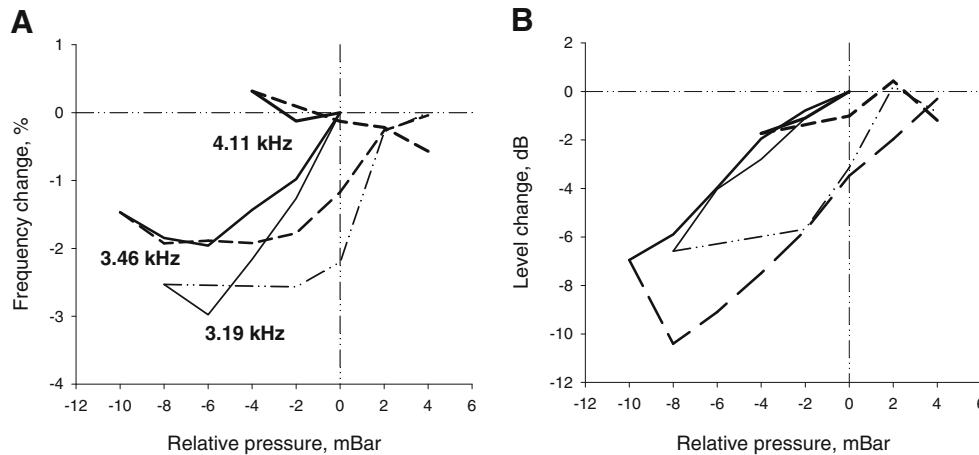 A
Frequency change, %
1
0
-1
-2
-3
-4
4.11 kHz
3.46 kHz
3.19 kHz
-12 -10 -8 -6 -4 -2 0 2 4 6
Relative pressure, mBar
B
Level change, dB
2
0
-2
-4
-6
-8
-10
-12
-12 -10 -8 -6 -4 -2 0 2 4 6
Relative pressure, mBar